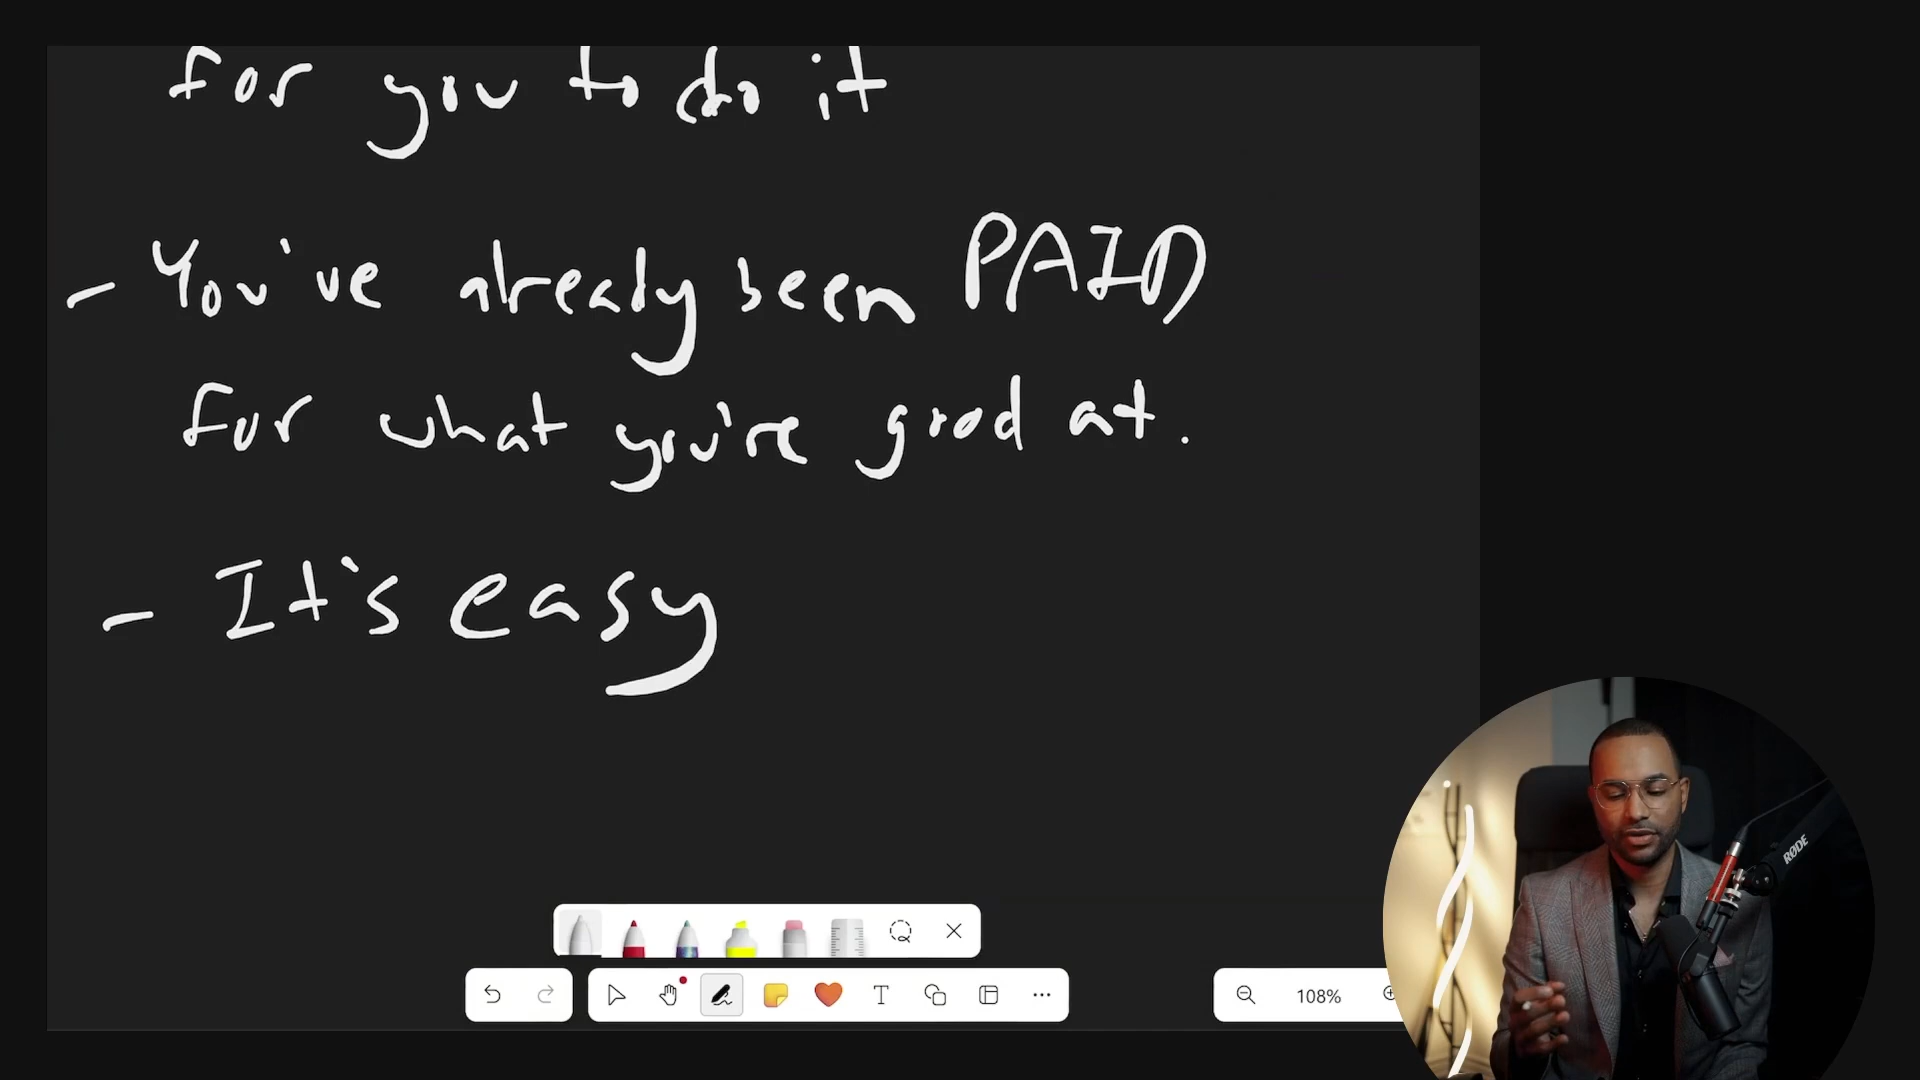 for you to do it
- You've already been PAID
for what you're good at.
- It's easy
T
108%
RØDE